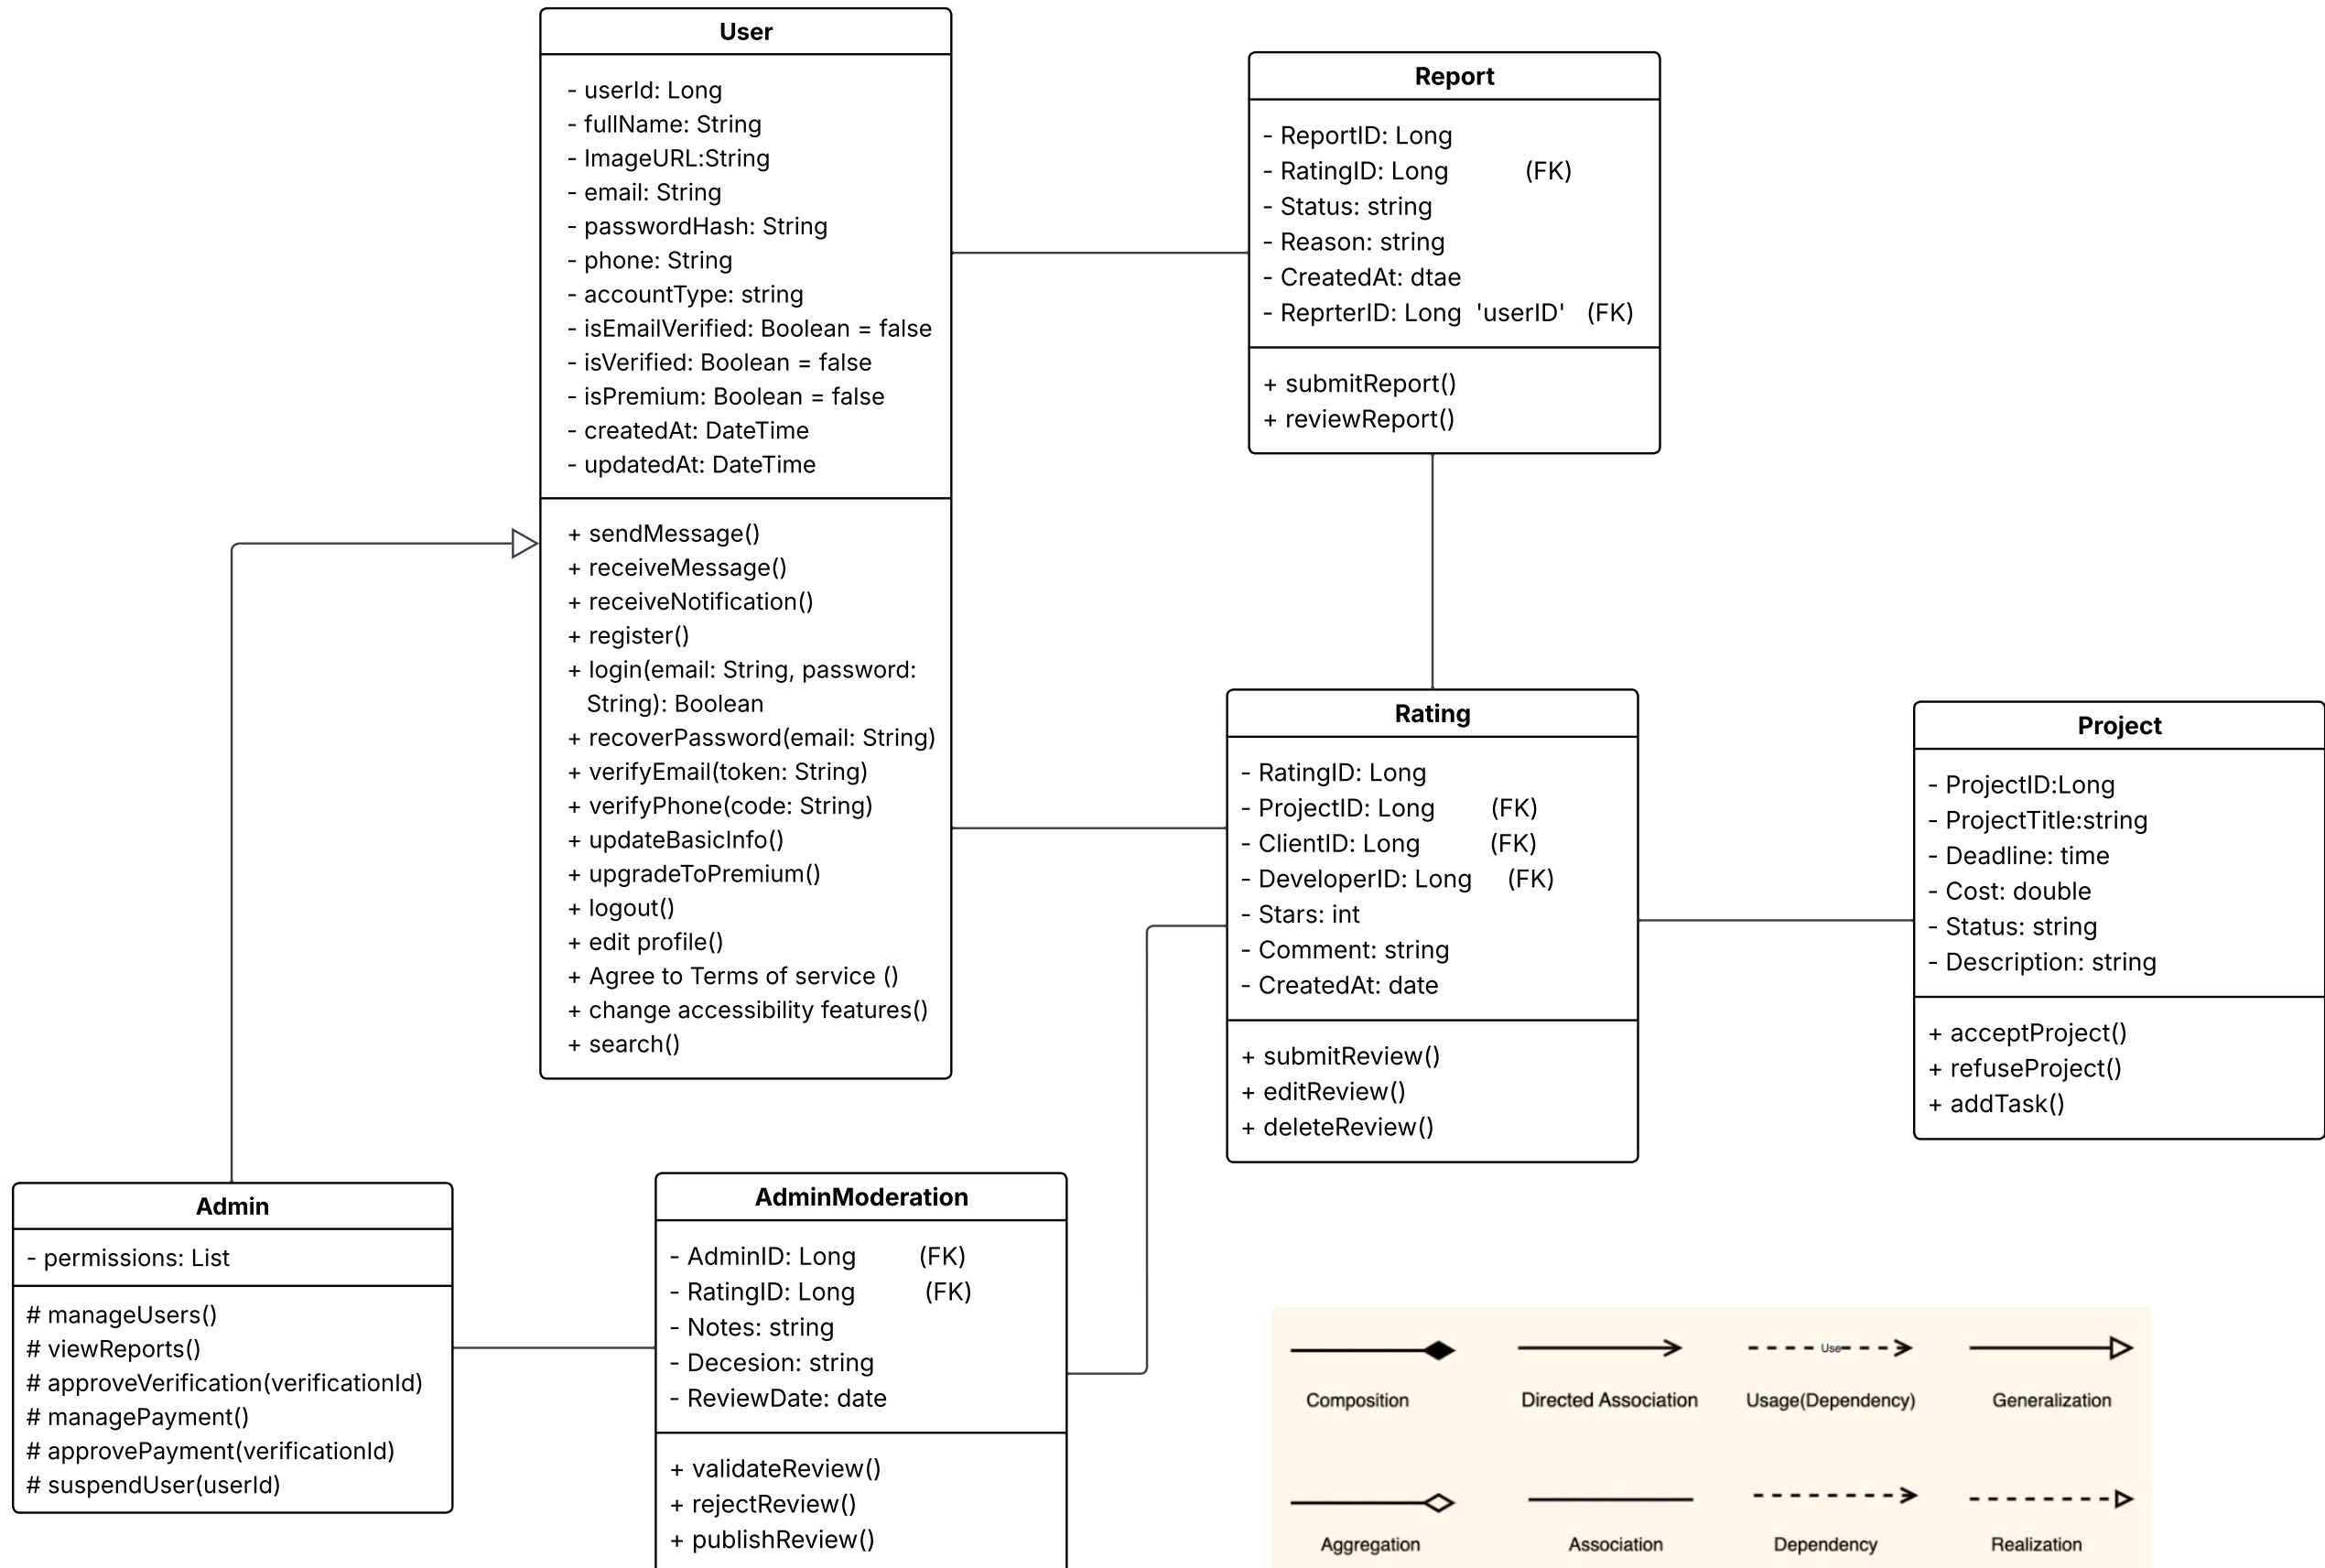 User
- userId: Long
- fullName: String
- ImageURL:String
- email: String
- passwordHash: String
- phone: String
- accountType: string
- isEmailVerified: Boolean = false
- isVerified: Boolean = false
- isPremium: Boolean = false
- createdAt: DateTime
- updatedAt: DateTime
+ sendMessage()
+ receiveMessage()
+ receiveNotification()
+ register()
+ login(email: String, password:
String): Boolean
+ recoverPassword(email: String)
+ verifyEmail(token: String)
+ verifyPhone(code: String)
+ updateBasicInfo()
+ upgradeToPremium()
+ logout()
+ edit profile()
+ Agree to Terms of service ()
+ change accessibility features()
+ search()
Report
- ReportID: Long
- RatingID: Long (FK)
- Status: string
- Reason: string
- CreatedAt: dtae
- ReprterID: Long 'userID' (FK)
+ submitReport()
+ reviewReport()
Rating
- RatingID: Long
- ProjectID: Long (FK)
- ClientID: Long (FK)
- DeveloperID: Long (FK)
- Stars: int
- Comment: string
- CreatedAt: date
+ submitReview()
+ editReview()
+ deleteReview()
Project
- ProjectID:Long
- ProjectTitle:string
- Deadline: time
- Cost: double
- Status: string
- Description: string
+ acceptProject()
+ refuseProject()
+ addTask()
Admin
- permissions: List
# manageUsers()
# viewReports()
# approveVerification(verificationId)
# managePayment()
# approvePayment(verificationId)
# suspendUser(userId)
AdminModeration
- AdminID: Long (FK)
- RatingID: Long (FK)
- Notes: string
- Decesion: string
- ReviewDate: date
+ validateReview()
+ rejectReview()
+ publishReview()
Use
Composition
Directed Association
Usage(Dependency)
Generalization
Aggregation
Association
Dependency
Realization